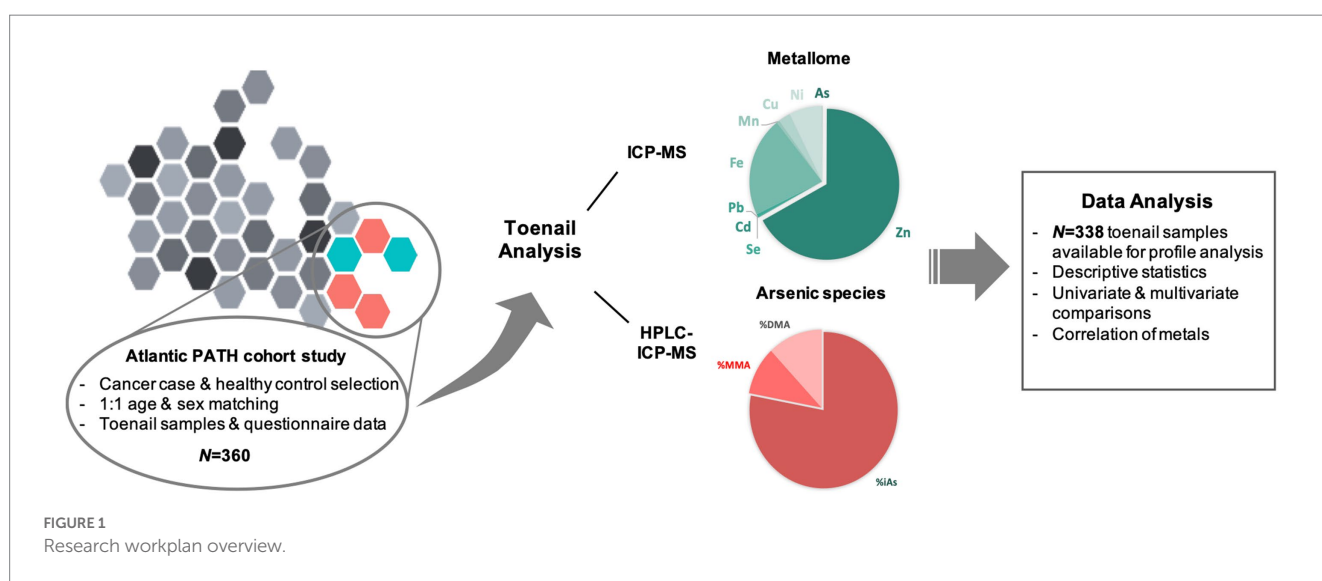 Atlantic PATH cohort study
- Cancer case & healthy control selection
- 1:1 age & sex matching
- Toenail samples & questionnaire data
N=360
Toenail
Analysis
ICP-MS
HPLC-
ICP-MS
Metallome
As
Ni
Cu
Mn
Fe
Pb
Cd
Se
Zn
Arsenic species
%DMA
%MMA
%iAs
Data Analysis
- N=338 toenail samples
available for profile analysis
- Descriptive statistics
- Univariate & multivariate
comparisons
- Correlation of metals
FIGURE 1
Research workplan overview.